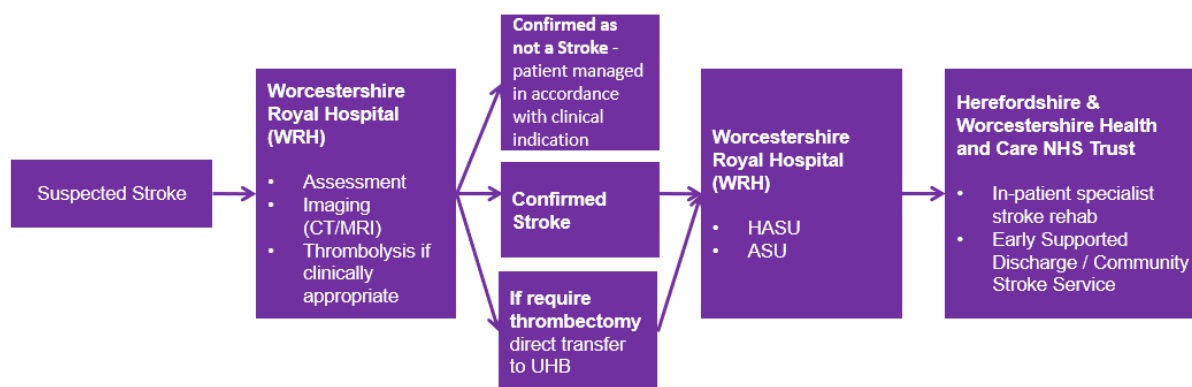 Suspected Stroke
Worcestershire
Royal Hospital
(WRH)
• Assessment
• Imaging
(CT/MRI)
• Thrombolysis if
clinically
appropriate
Confirmed as
not a Stroke -
patient managed
in accordance
with clinical
indication
Confirmed
Stroke
If require
thrombectomy
direct transfer
to UHB
Worcestershire
Royal Hospital
(WRH)
• HASU
• ASU
Herefordshire &
Worcestershire Health
and Care NHS Trust
• In-patient specialist
stroke rehab
• Early Supported
Discharge / Community
Stroke Service